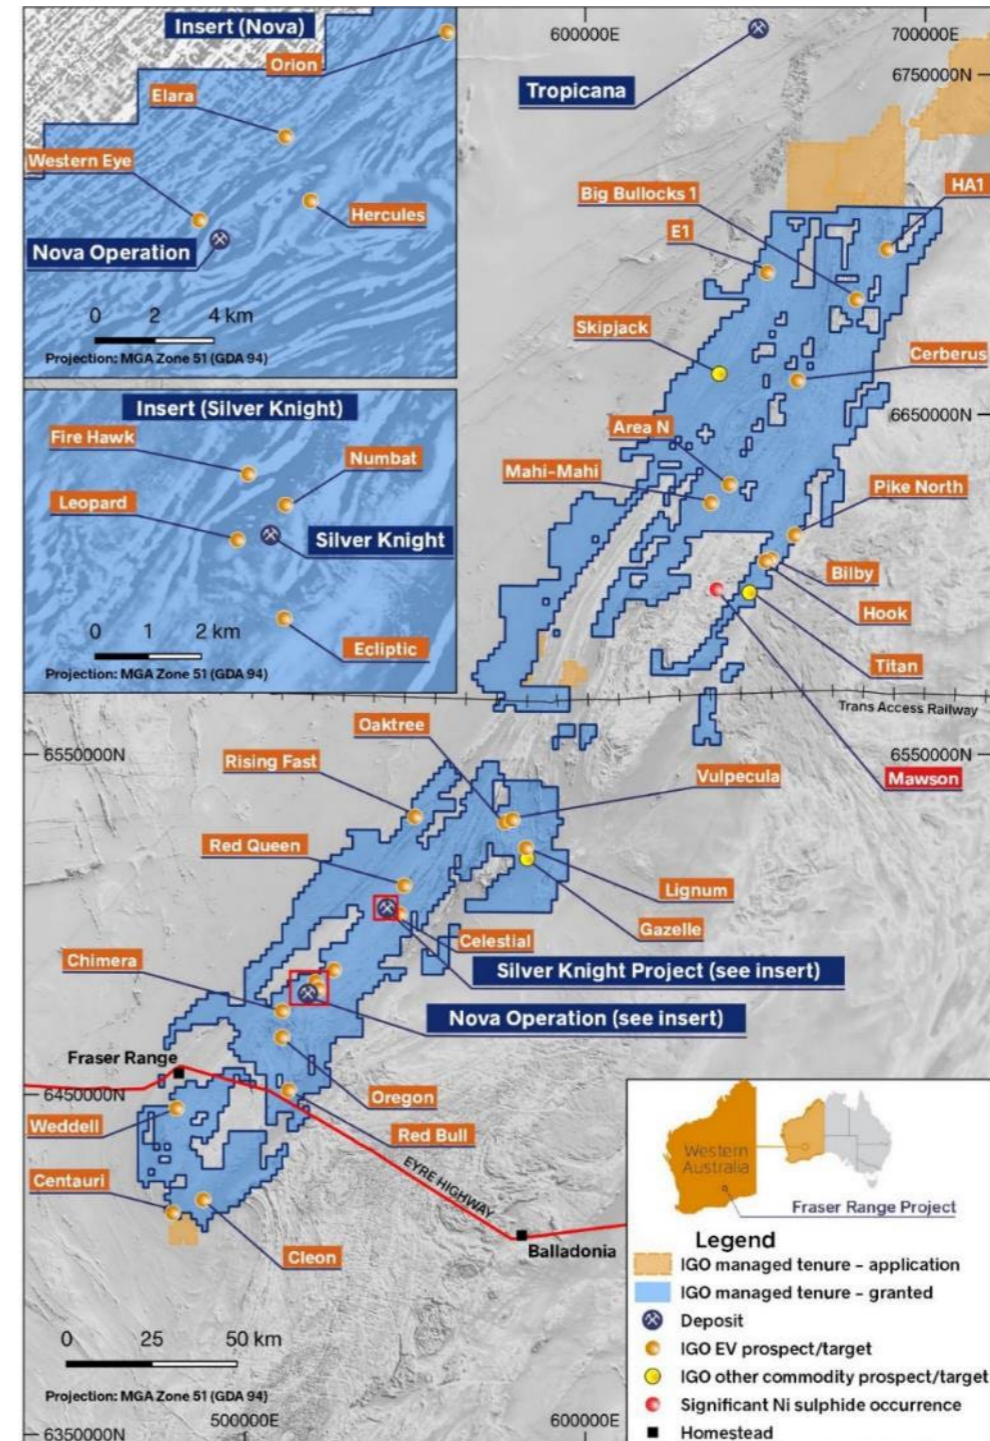 Insert (Nova)
Orion
Elara
Western Eye
Hercules
Nova Operation
0 2 4 km
Projection: MGA Zone 51 (GDA 94)
Insert (Silver Knight)
Fire Hawk
Numbat
Leopard
Silver Knight
0 1 2 km
Ecliptic
Projection: MGA Zone 51 (GDA 94)
600000E
700000E
Tropicana
6750000N
Big Bullocks 1
HA1
E1
Skipjack
Cerberus
6650000N
Area N
Mahi-Mahi
Pike North
Bilby
Hook
Titan
Trans Access Railway
Oaktree
6550000N
6550000N
Rising Fast
Vulpecula
Mawson
Red Queen
Lignum
Gazelle
Celestial
Chimera
Silver Knight Project (see insert)
Nova Operation (see insert)
Fraser Range
6450000N
Oregon
Weddell
Red Bull
EYRE HIGHWAY
Centauri
Cleon
Balladonia
0 25 50 km
Projection: MGA Zone 51 (GDA 94)
500000E
600000E
6350000N
Western
Australia
Fraser Range Project
Legend
IGO managed tenure – application
IGO managed tenure – granted
Deposit
IGO EV prospect/target
IGO other commodity prospect/target
Significant Ni sulphide occurrence
Homestead